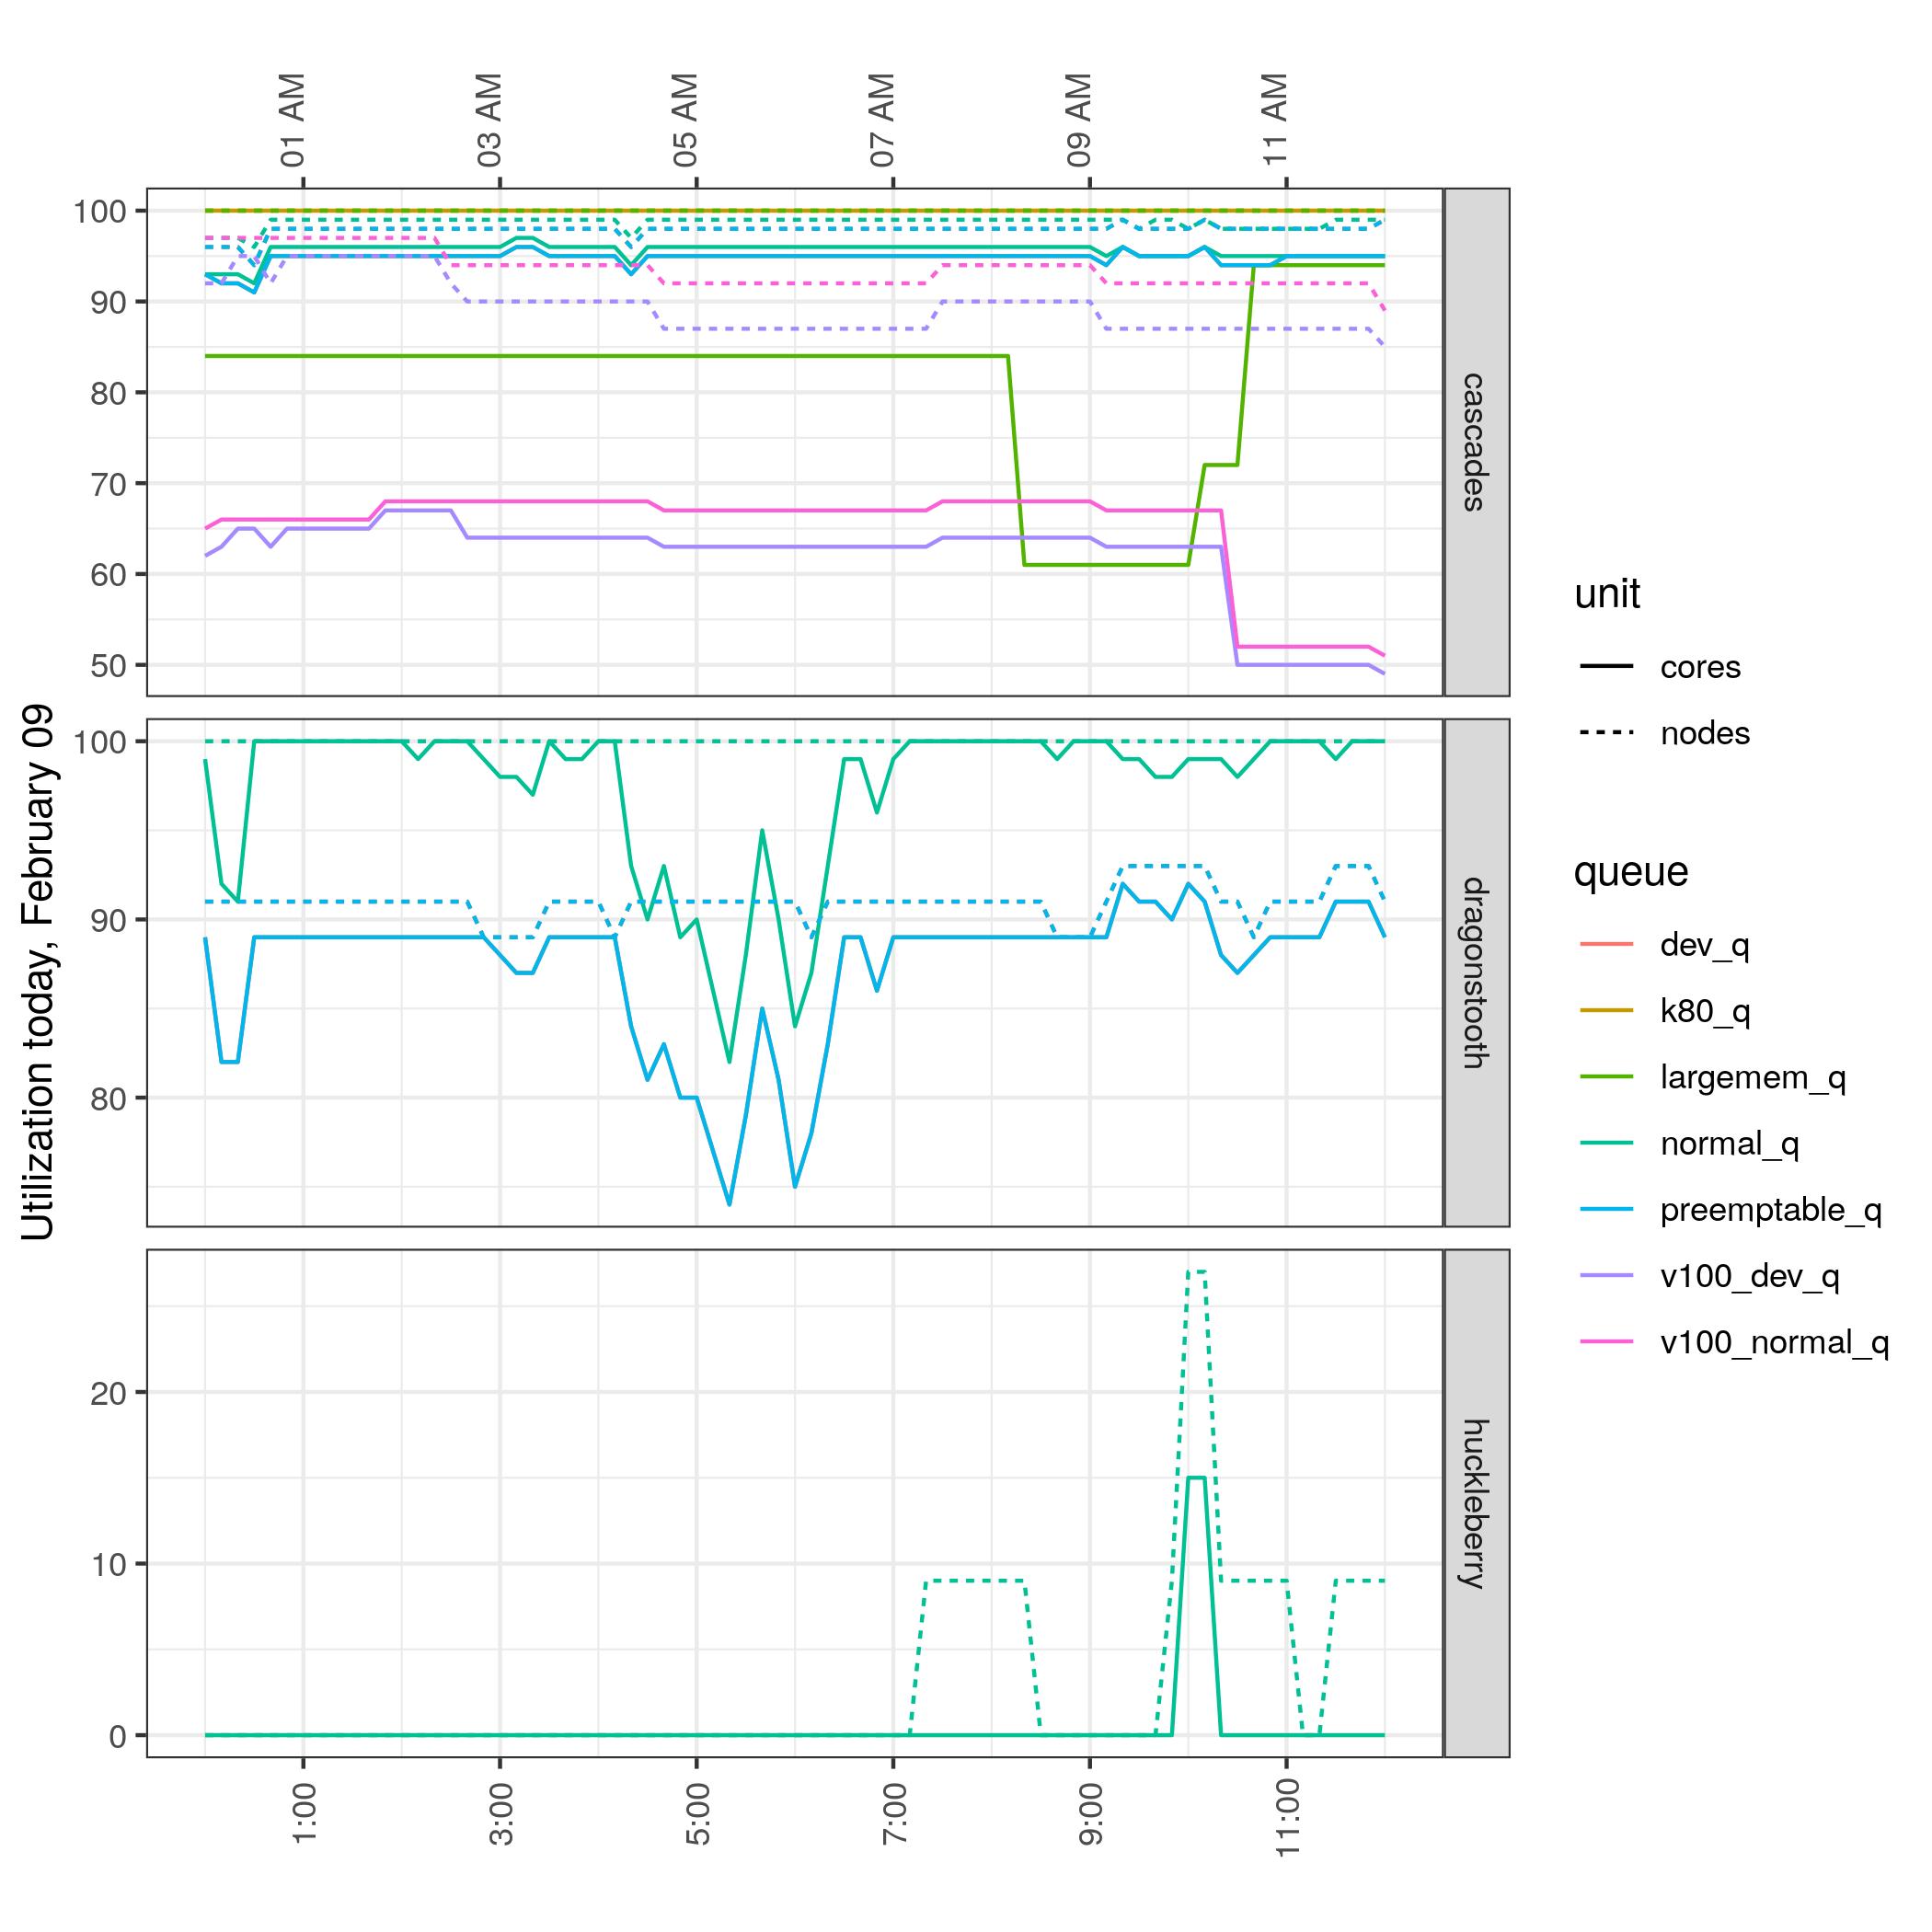 01 AM
03 AM
05 AM
07 AM
09 AM
11 AM
Utilization today, February 09
100
90
80
70
60
50
cascades
100
90
80
dragonstooth
20
10
0
huckleberry
1:00
3:00
5:00
7:00
9:00
11:00
unit
cores
nodes
queue
dev_q
k80_q
largemem_q
normal_q
preemptable_q
v100_dev_q
v100_normal_q